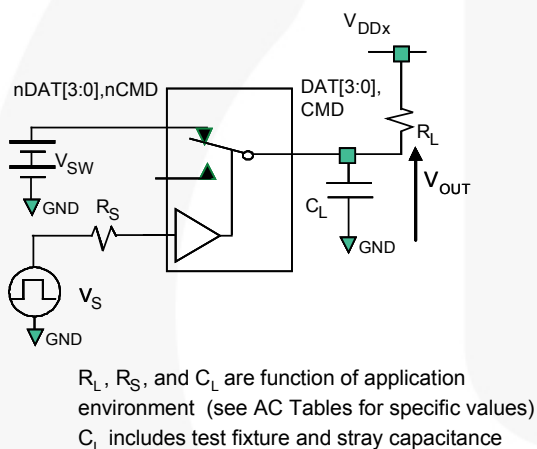 V_DDx
nDAT[3:0],nCMD
DAT[3:0],
CMD
R_L
V_SW
V_OUT
C_L
GND
R_S
GND
V_S
GND
R_L, R_S, and C_L are function of application
environment (see AC Tables for specific values)
C_L includes test fixture and stray capacitance